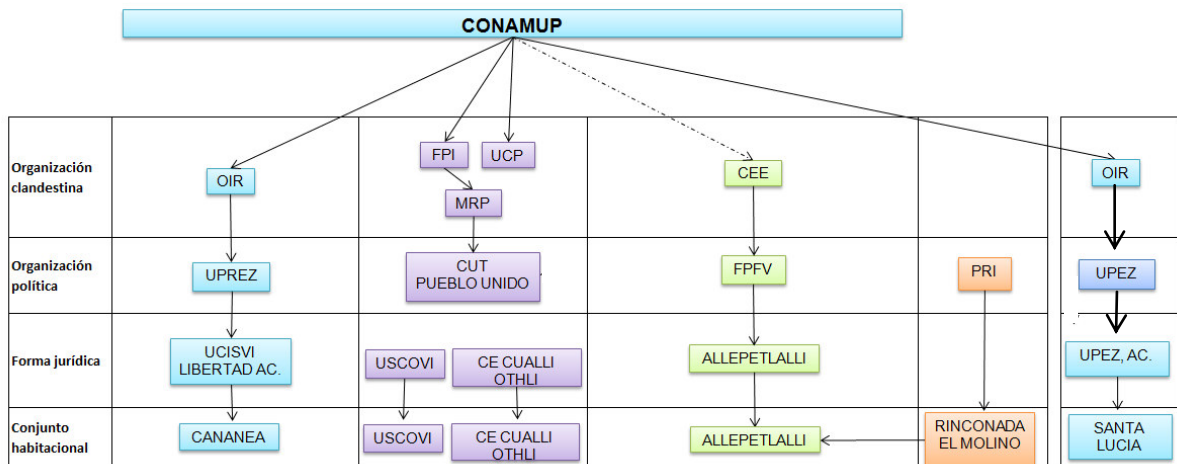 CONAMUP
Organización
clandestina
OIR
FPI
UCP
MRP
CEE
OIR
Organización
política
UPREZ
CUT
PUEBLO UNIDO
FPFV
PRI
UPEZ
Forma jurídica
UCISVI
LIBERTAD AC.
USCOVI
CE CUALLI
OTHLI
ALLEPETLALLI
UPEZ, AC.
Conjunto
habitacional
CANANEA
USCOVI
CE CUALLI
OTHLI
ALLEPETLALLI
RINCONADA
EL MOLINO
SANTA
LUCIA